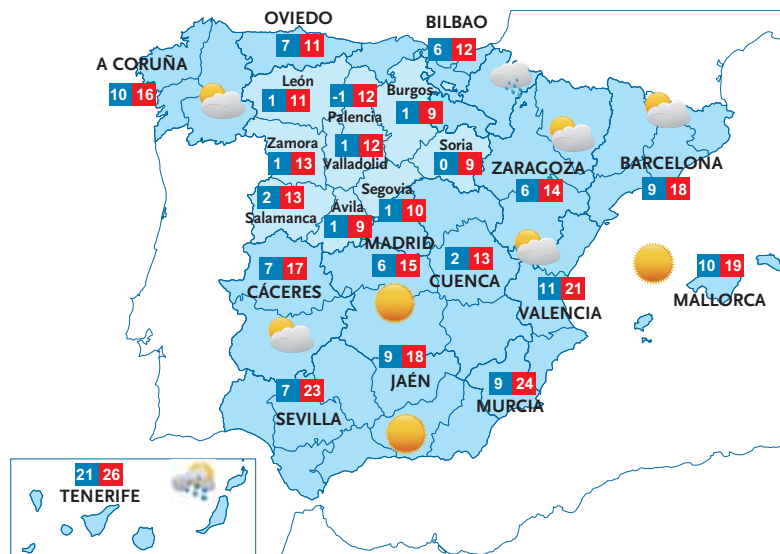 OVIEDO
7 11
BILBAO
6 12
A CORUÑA
10 16
León
1 11
-1 12
Palencia
Burgos
1 9
Zamora
1 13
1 12
Valladolid
Soria
0 9
ZARAGOZA
6 14
BARCELONA
9 18
2 13
Salamanca
Ávila
1 9
Segovia
1 10
MADRID
6 15
2 13
CUENCA
7 17
CÁCERES
11 21
VALENCIA
10 19
MALLORCA
9 18
JAÉN
7 23
SEVILLA
9 24
MURCIA
21 26
TENERIFE